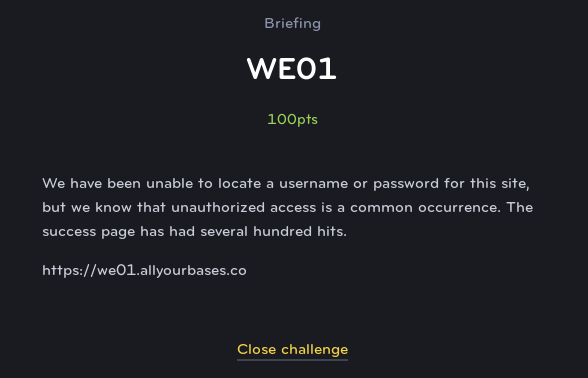 Briefing
WE01
100pts
We have been unable to locate a username or password for this site,
but we know that unauthorized access is a common occurrence. The
success page has had several hundred hits.
https://we01.allyourbases.co
Close challenge